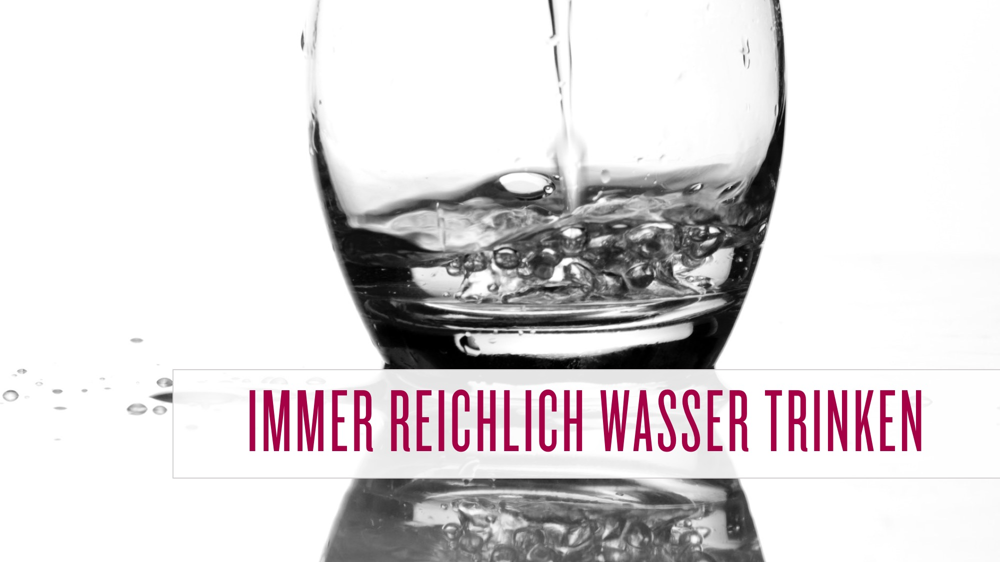 IMMER REICHLICH WASSER TRINKEN